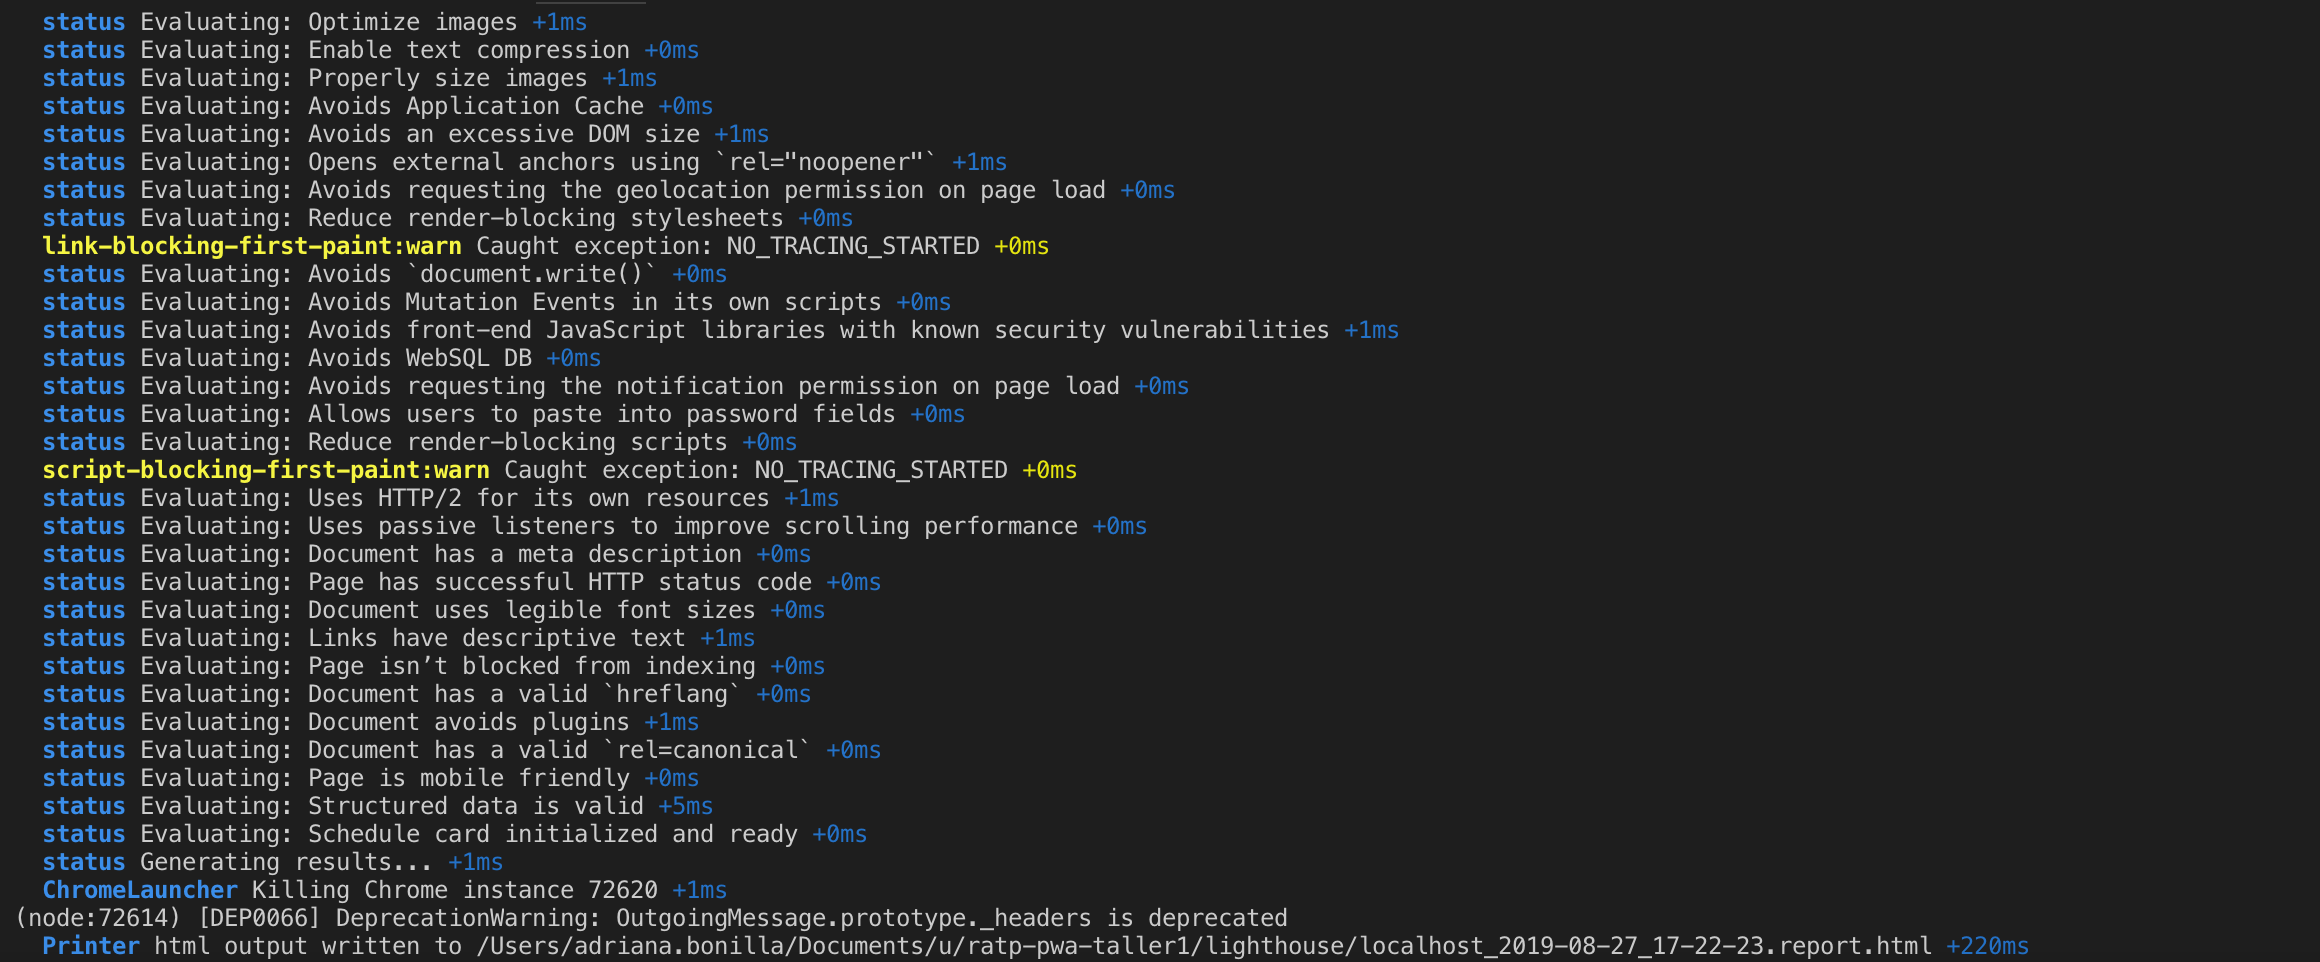 status Evaluating: Optimize images +1ms
status Evaluating: Enable text compression +0ms
status Evaluating: Properly size images +1ms
status Evaluating: Avoids Application Cache +0ms
status Evaluating: Avoids an excessive DOM size +1ms
status Evaluating: Opens external anchors using `rel="noopener"` +1ms
status Evaluating: Avoids requesting the geolocation permission on page load +0ms
status Evaluating: Reduce render-blocking stylesheets +0ms
link-blocking-first-paint:warn Caught exception: NO_TRACING_STARTED +0ms
status Evaluating: Avoids `document.write()` +0ms
status Evaluating: Avoids Mutation Events in its own scripts +0ms
status Evaluating: Avoids front-end JavaScript libraries with known security vulnerabilities +1ms
status Evaluating: Avoids WebSQL DB +0ms
status Evaluating: Avoids requesting the notification permission on page load +0ms
status Evaluating: Allows users to paste into password fields +0ms
status Evaluating: Reduce render-blocking scripts +0ms
script-blocking-first-paint:warn Caught exception: NO_TRACING_STARTED +0ms
status Evaluating: Uses HTTP/2 for its own resources +1ms
status Evaluating: Uses passive listeners to improve scrolling performance +0ms
status Evaluating: Document has a meta description +0ms
status Evaluating: Page has successful HTTP status code +0ms
status Evaluating: Document uses legible font sizes +0ms
status Evaluating: Links have descriptive text +1ms
status Evaluating: Page isn’t blocked from indexing +0ms
status Evaluating: Document has a valid `hreflang` +0ms
status Evaluating: Document avoids plugins +1ms
status Evaluating: Document has a valid `rel=canonical` +0ms
status Evaluating: Page is mobile friendly +0ms
status Evaluating: Structured data is valid +5ms
status Evaluating: Schedule card initialized and ready +0ms
status Generating results... +1ms
ChromeLauncher Killing Chrome instance 72620 +1ms
(node:72614) [DEP0066] DeprecationWarning: OutgoingMessage.prototype._headers is deprecated
Printer html output written to /Users/adriana.bonilla/Documents/u/ratp-pwa-taller1/lighthouse/localhost_2019-08-27_17-22-23.report.html +220ms